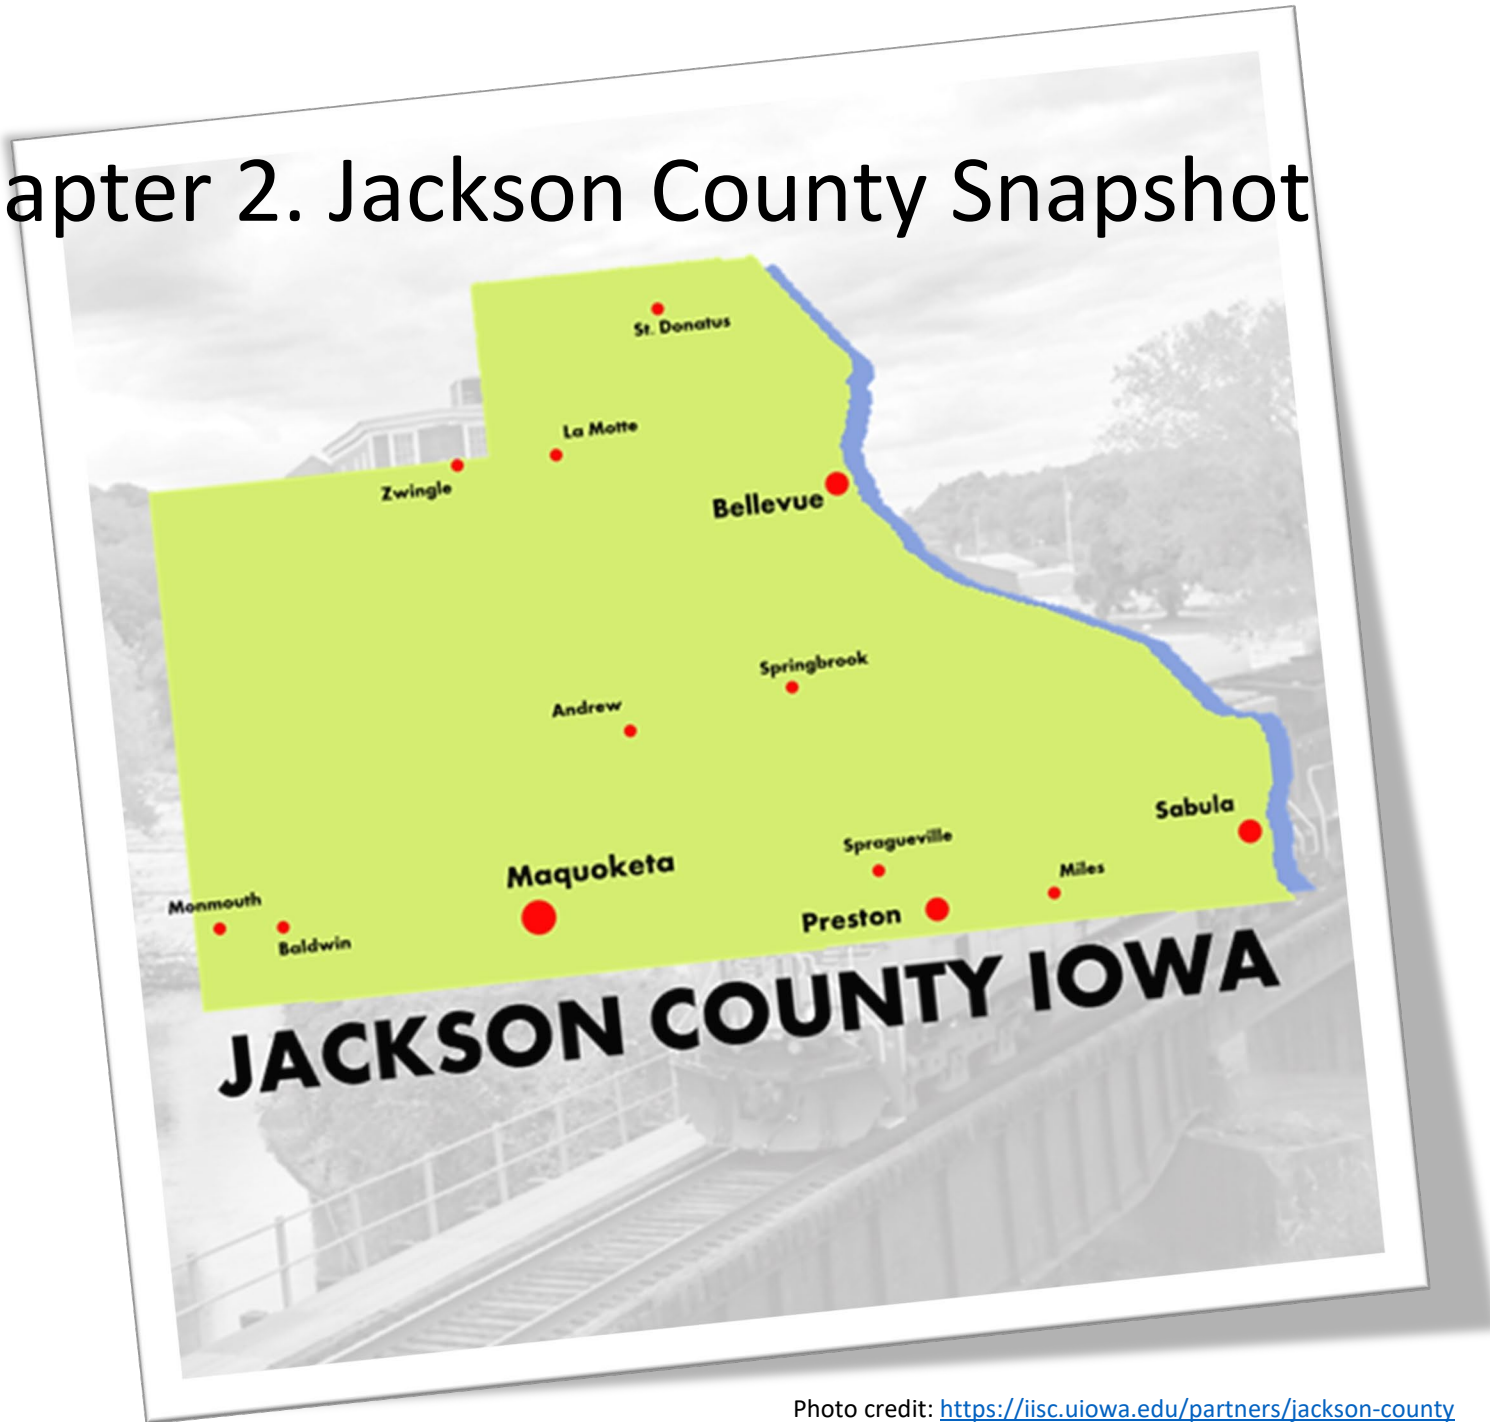 apter 2. Jackson County Snapshot
St. Donatus
La Motte
Zwingle
Bellevue
Springbrook
Andrew
Sabula
Spragueville
Maquoketa
Miles
Monmouth
Preston
Baldwin
JACKSON COUNTY IOWA
Photo credit: https://iisc.uiowa.edu/partners/jackson-county